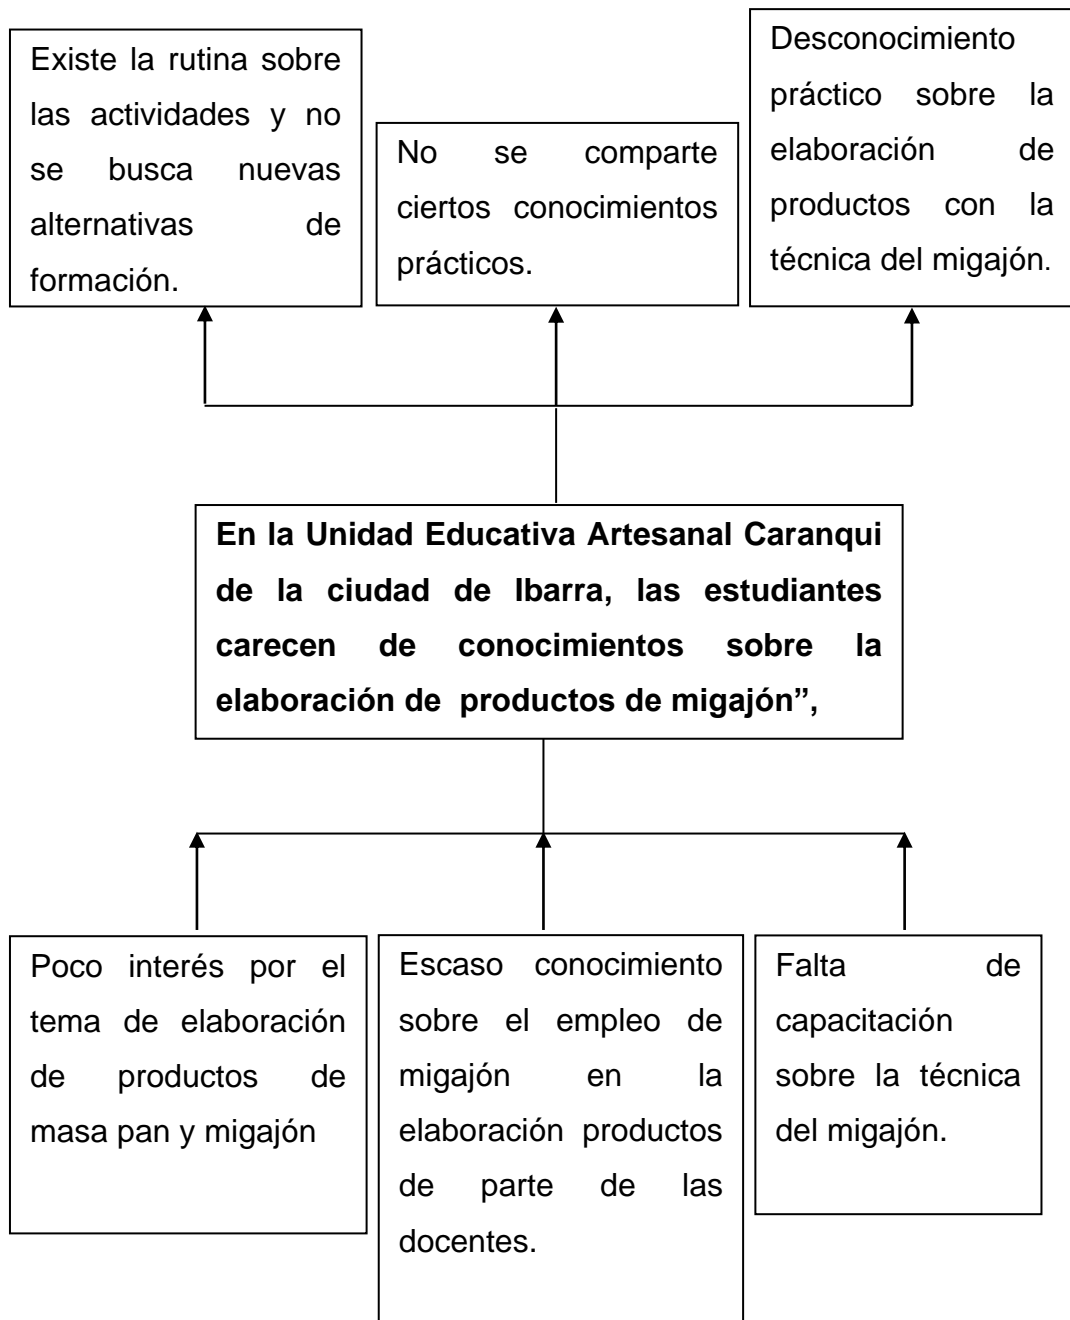 Existe la rutina sobre
las actividades y no
se busca nuevas
alternativas de
formación.
No se comparte
ciertos conocimientos
prácticos.
Desconocimiento
práctico sobre la
elaboración de
productos con la
técnica del migajón.
En la Unidad Educativa Artesanal Caranqui
de la ciudad de Ibarra, las estudiantes
carecen de conocimientos sobre la
elaboración de productos de migajón”,
Poco interés por el
tema de elaboración
de productos de
masa pan y migajón
Escaso conocimiento
sobre el empleo de
migajón en la
elaboración productos
de parte de las
docentes.
Falta de
capacitación
sobre la técnica
del migajón.